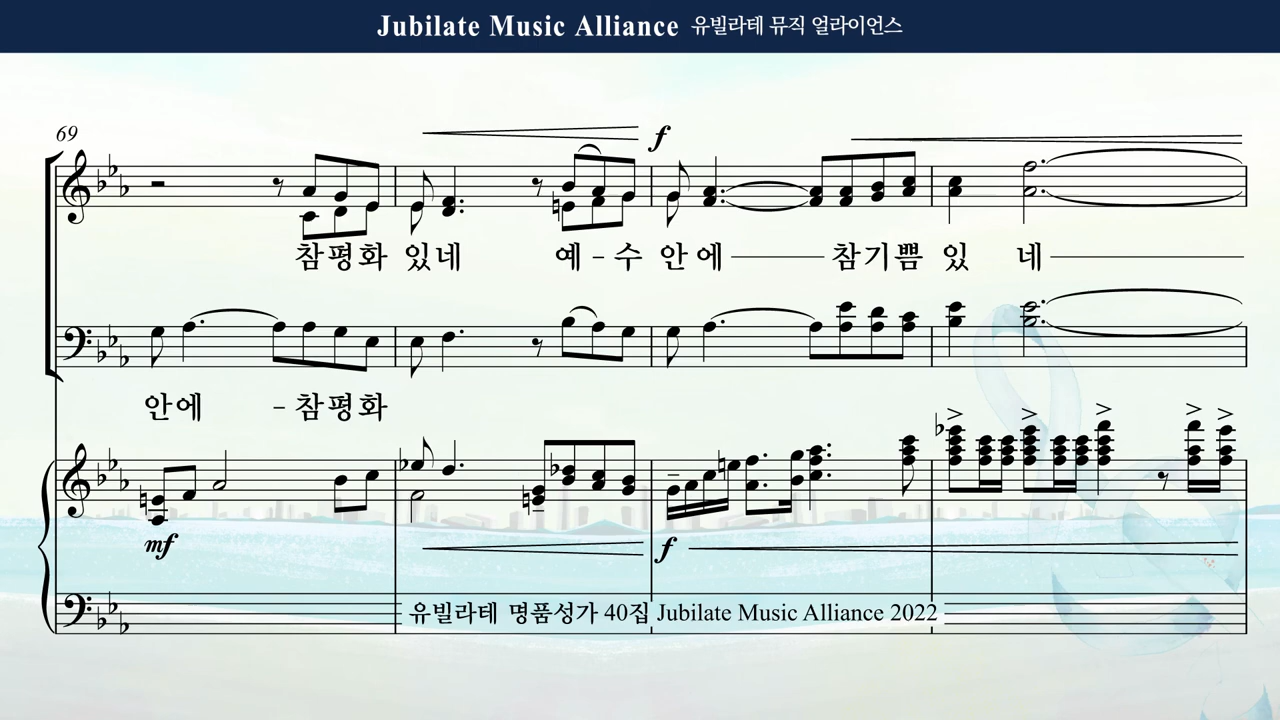 Jubilate Music Alliance 유빌라테 뮤직 얼라이언스
69
f
참평화 있네 예 - 수 안에 참기쁨 있 네
안에 - 참평화
mf
f
유빌라테 명품성가 40집 Jubilate Music Alliance 2022